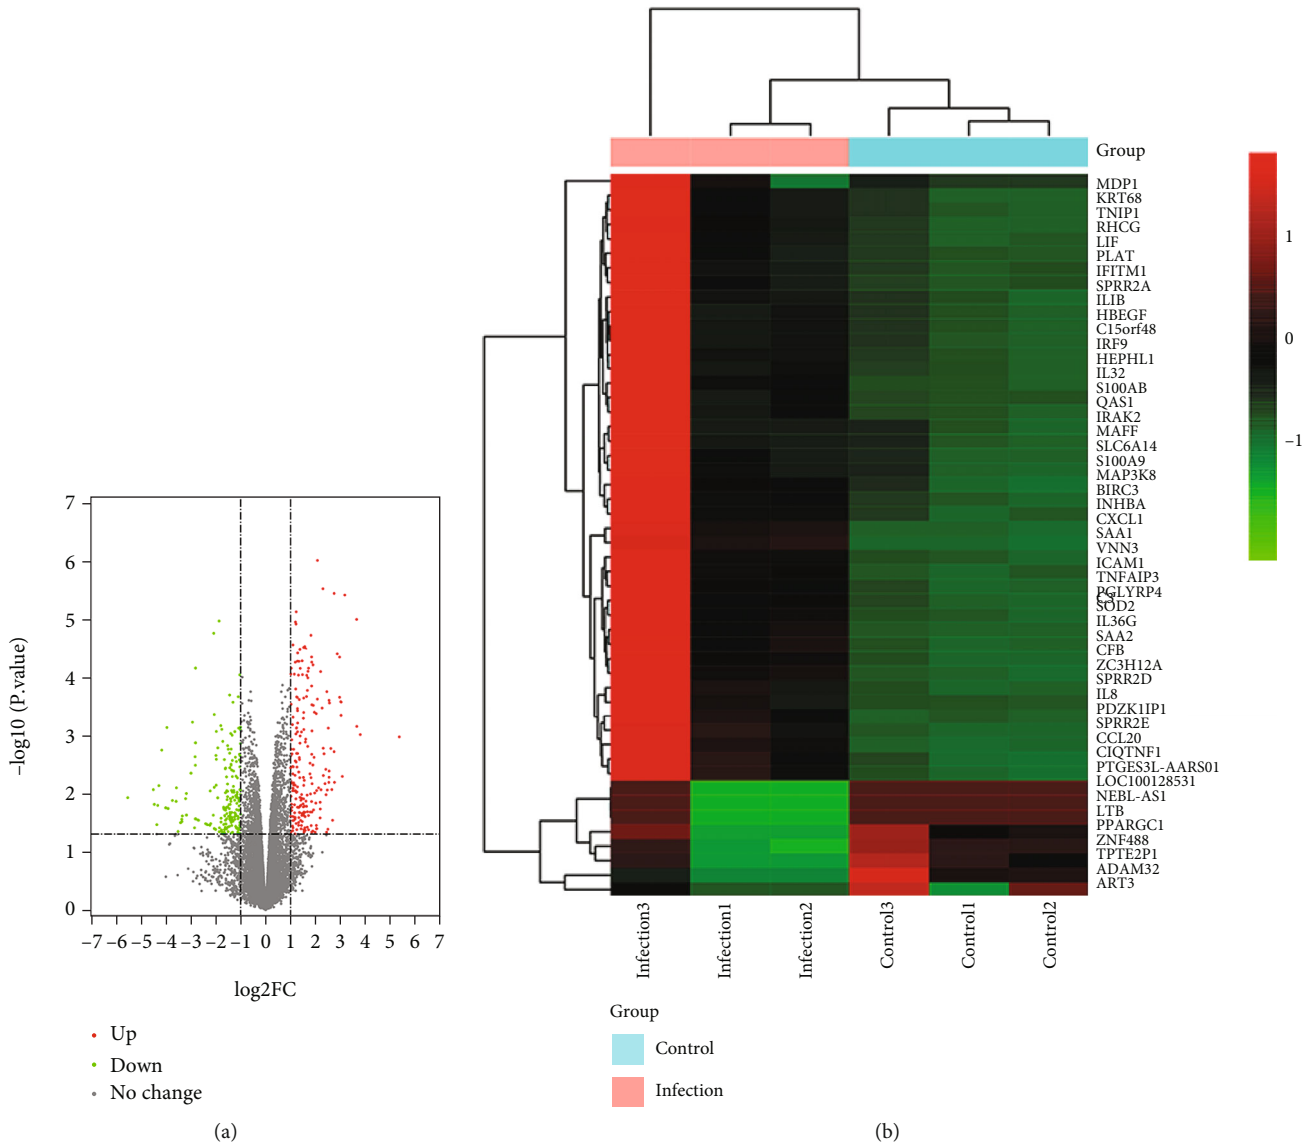 7
6
5
4
3
2
1
0
−log10 (P.value)
−7 −6 −5 −4 −3 −2 −1 0 1 2 3 4 5 6 7
log2FC
Up
Down
No change
(a)
Group
MDP1
KRT68
TNIP1
RHCG
LIF
PLAT
IFITM1
SPRR2A
ILIB
HBEGF
C15orf48
IRF9
HEPHL1
IL32
S100AB
QAS1
IRAK2
MAFF
SLC6A14
S100A9
MAP3K8
BIRC3
INHBA
CXCL1
SAA1
VNN3
ICAM1
TNFAIP3
PGLYRP4
C3
SOD2
IL36G
SAA2
CFB
ZC3H12A
SPRR2D
IL8
PDZK1IP1
SPRR2E
CCL20
CIQTNF1
PTGES3L-AARS01
LOC100128531
NEBL-AS1
LTB
PPARGC1
ZNF488
TPTE2P1
ADAM32
ART3
1
0
−1
Infection3
Infection1
Infection2
Control3
Control1
Control2
Group
Control
Infection
(b)